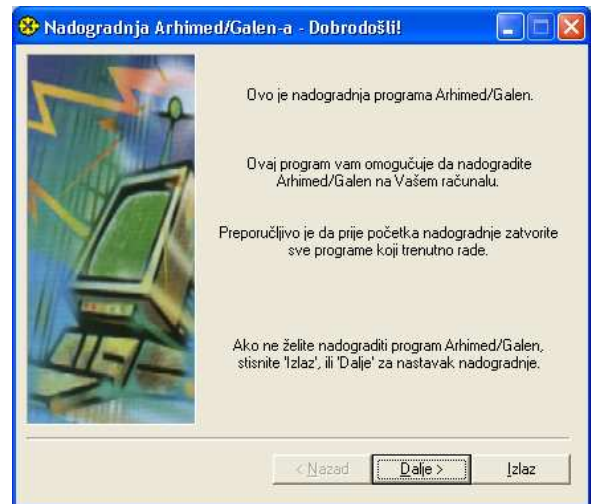 Nadogradnja Arhimed/Galen-a - Dobrodošli!
Ovo je nadogradnja programa Arhimed/Galen.
Ovaj program vam omogučuje da nadogradite
Arhimed/Galen na Vašem računalu.
Preporučljivo je da prije početka nadogradnje zatvorite
sve programe koji trenutno rade.
Ako ne želite nadograditi program Arhimed/Galen,
stisnite 'Izlaz', ili 'Dalje' za nastavak nadogradnje.
< Nazad Dalje > Izlaz